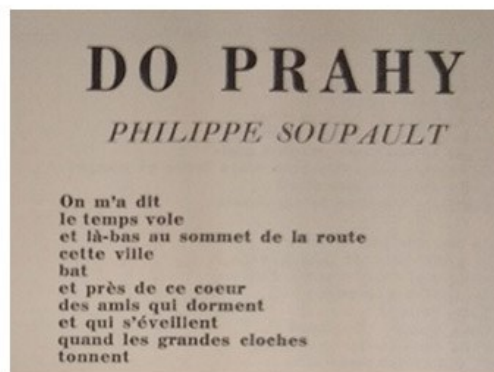 DO PRAHY
PHILIPPE SOUPAULT
On m'a dit
le temps vole
et là-bas au sommet de la route
cette ville
bat
et près de ce coeur
des amis qui dorment
et qui s'éveillent
quand les grandes cloches
tonnent